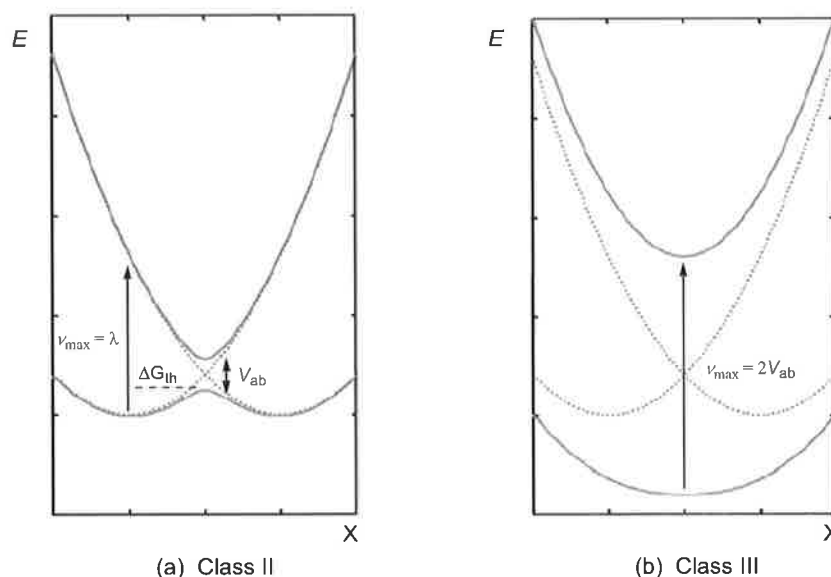 E
ν_max = λ
ΔG_th
V_ab
X
(a) Class II
E
ν_max = 2V_ab
X
(b) Class III